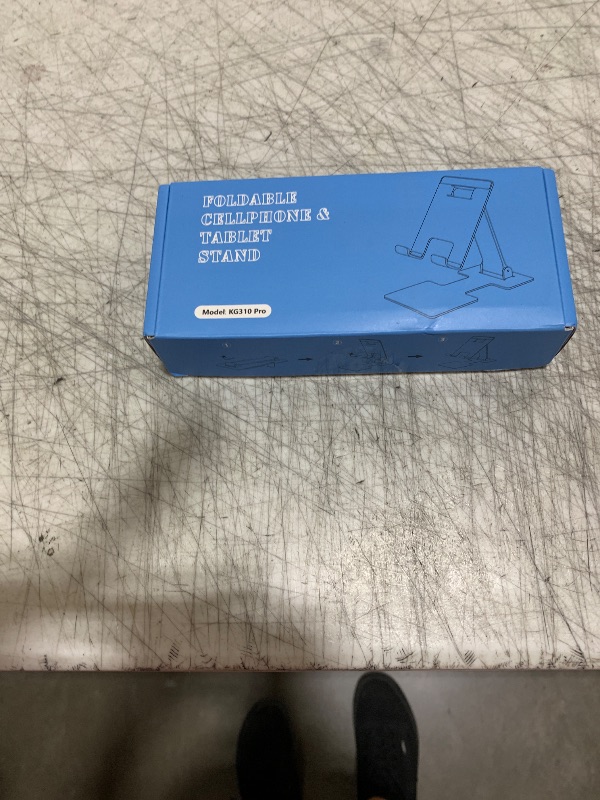 FOLDABLE
CELLPHONE &
TABLET
STAND
Model: KG310 Pro